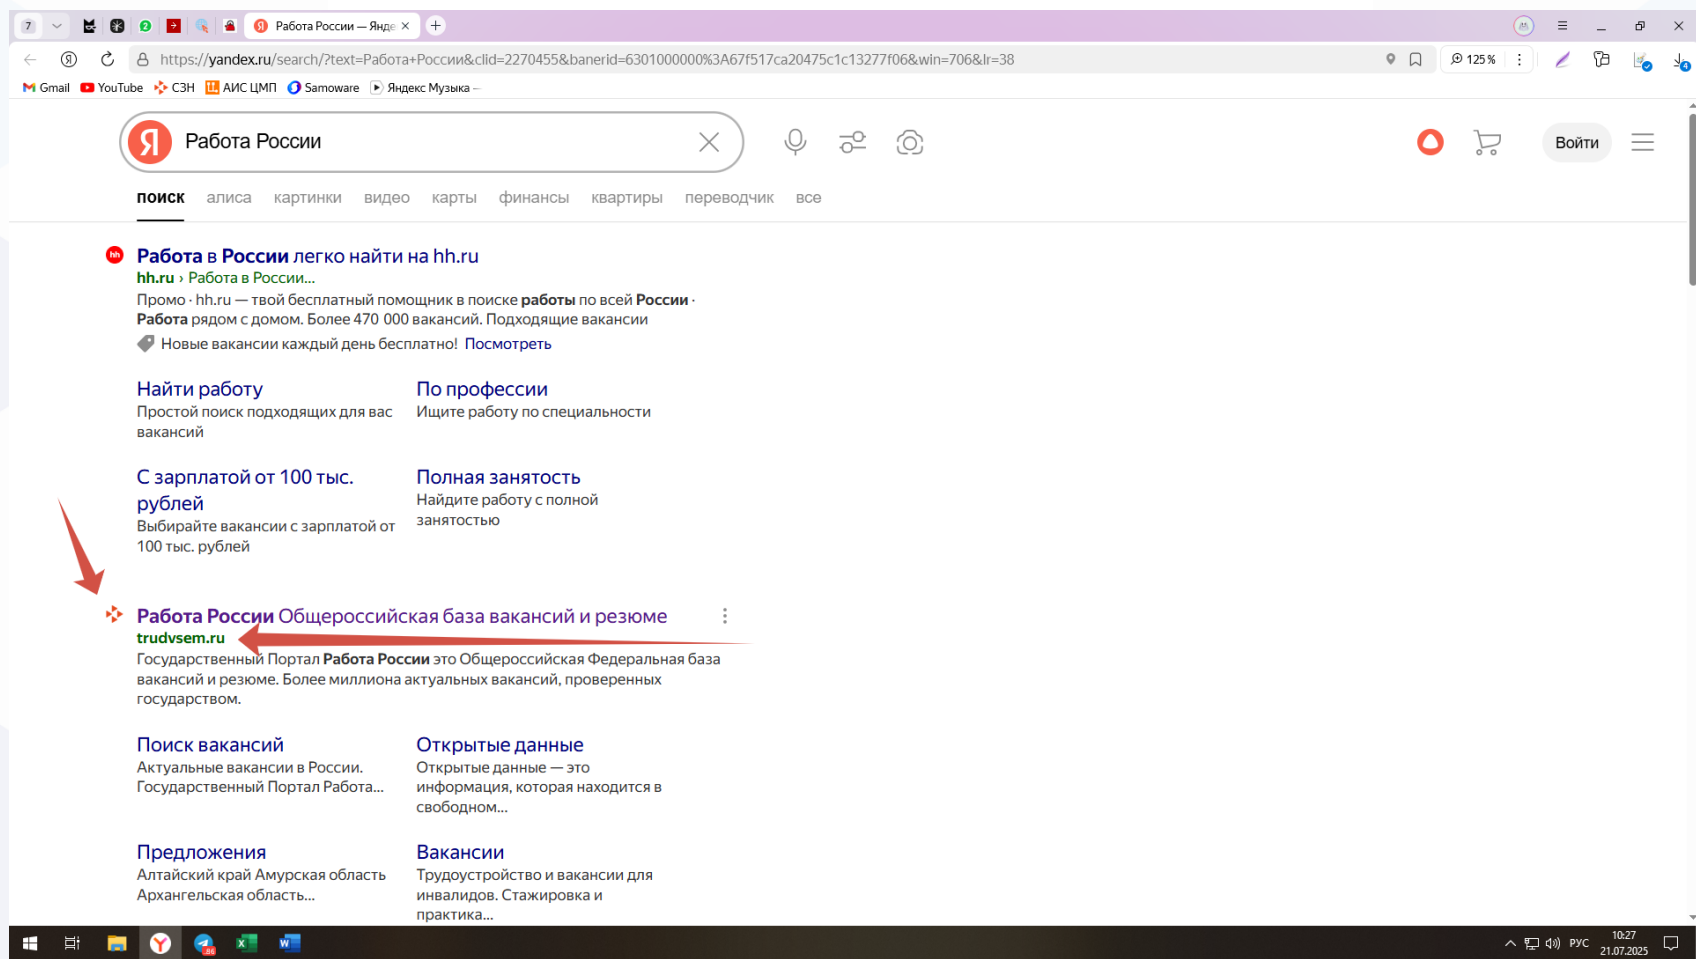 7
2
Работа России — Янде
https://yandex.ru/search/?text=Работа+России&clid=2270455&banerid=6301000000%3A67f517ca20475c1c13277f06&win=706&lr=38
125 %
4
Gmail
YouTube
СЗН
АИС ЦМП
Samoware
Яндекс Музыка —
Я
Работа России
Войти
поиск
алиса
картинки
видео
карты
финансы
квартиры
переводчик
все
hh
Работа в России легко найти на hh.ru
hh.ru › Работа в России...
Промо · hh.ru — твой бесплатный помощник в поиске работы по всей России ·
Работа рядом с домом. Более 470 000 вакансий. Подходящие вакансии
Новые вакансии каждый день бесплатно! Посмотреть
Найти работу
Простой поиск подходящих для вас
вакансий
По профессии
Ищите работу по специальности
С зарплатой от 100 тыс.
рублей
Выбирайте вакансии с зарплатой от
100 тыс. рублей
Полная занятость
Найдите работу с полной
занятостью
Работа России Общероссийская база вакансий и резюме
trudvsem.ru
Государственный Портал Работа России это Общероссийская Федеральная база
вакансий и резюме. Более миллиона актуальных вакансий, проверенных
государством.
Поиск вакансий
Актуальные вакансии в России.
Государственный Портал Работа...
Открытые данные
Открытые данные — это
информация, которая находится в
свободном...
Предложения
Алтайский край Амурская область
Архангельская область...
Вакансии
Трудоустройство и вакансии для
инвалидов. Стажировка и
практика...
РУС
10:27
21.07.2025